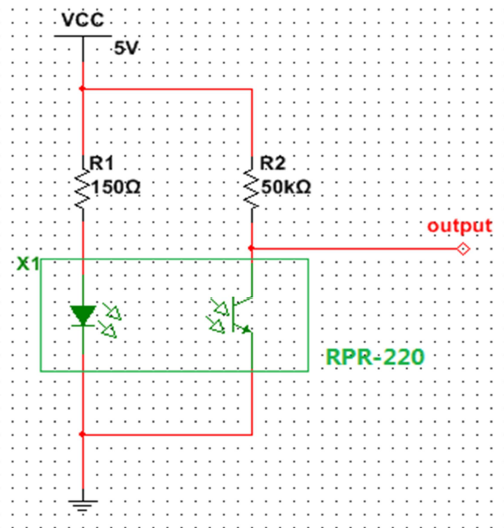 VCC
5V
R1
150Ω
R2
50kΩ
output
X1
RPR-220